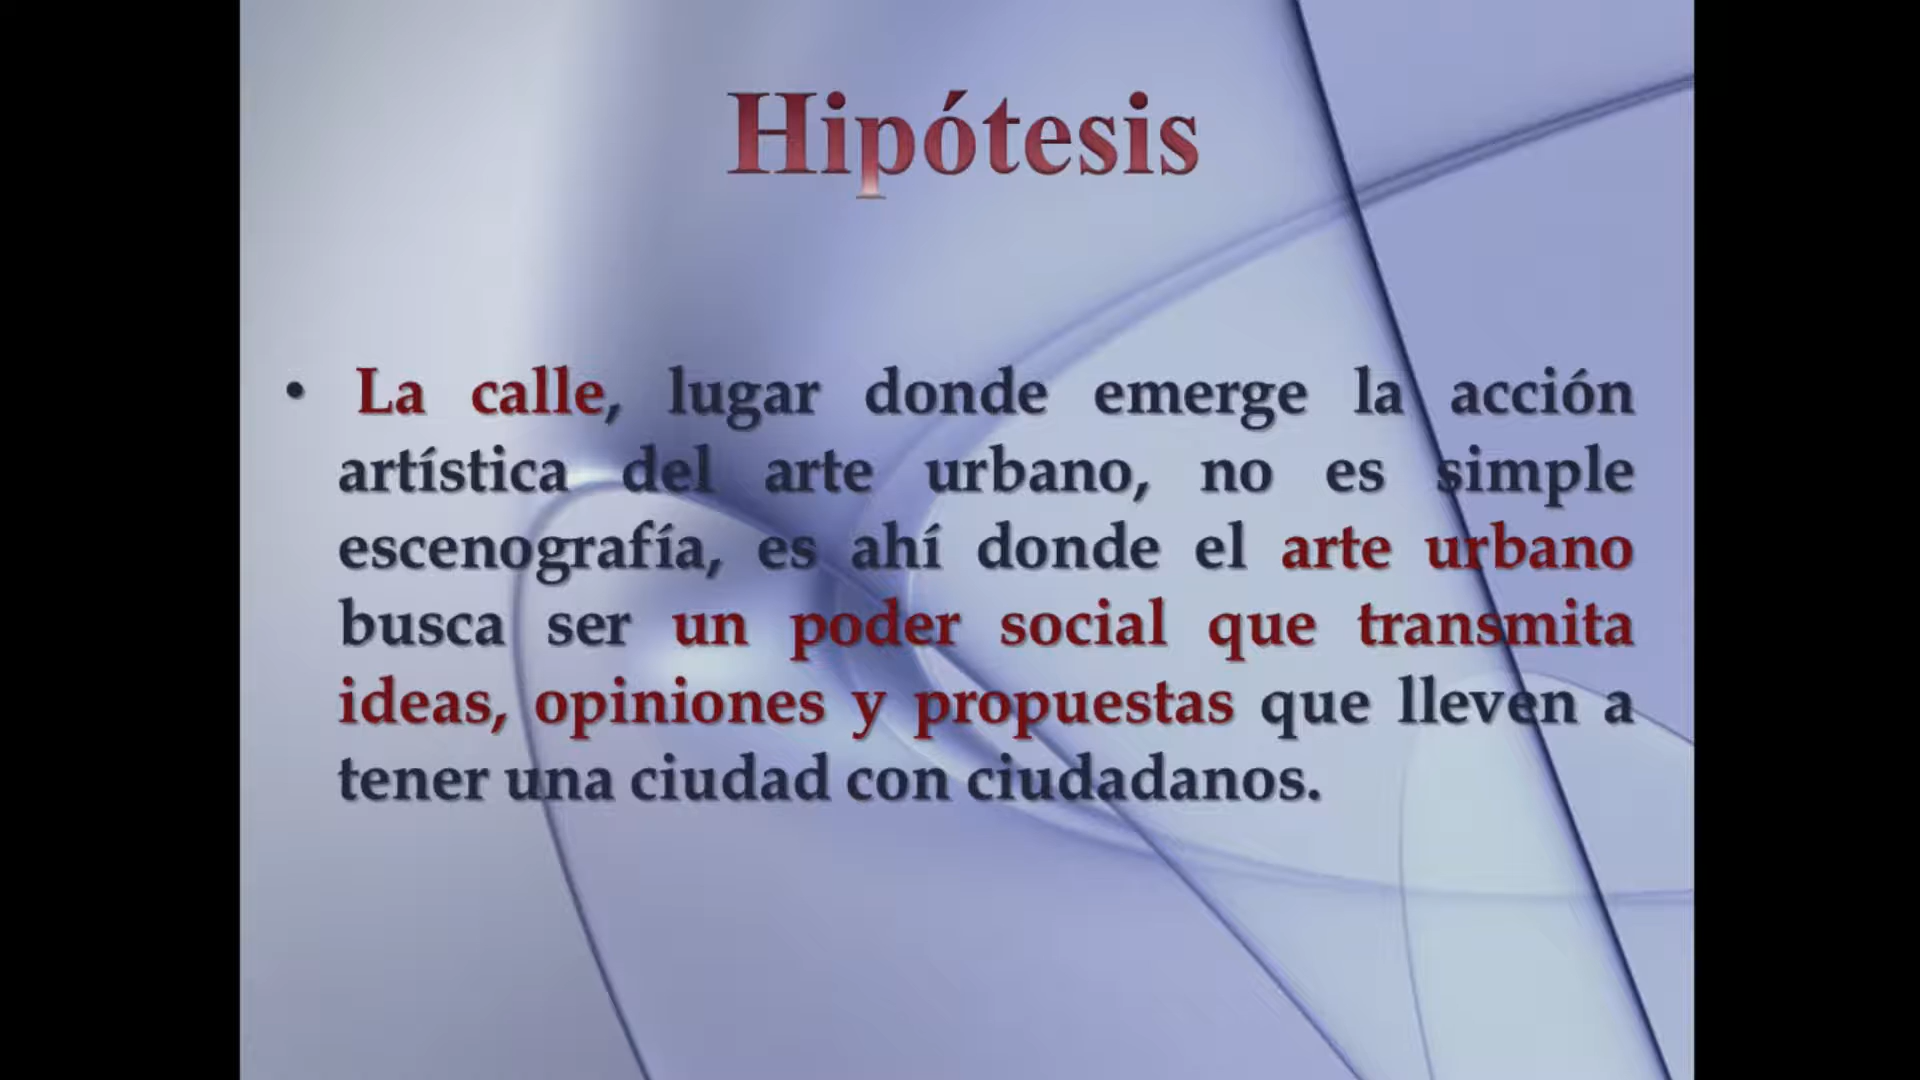 Hipótesis
• La calle, lugar donde emerge la acción
artística del arte urbano, no es simple
escenografía, es ahí donde el arte urbano
busca ser un poder social que transmita
ideas, opiniones y propuestas que lleven a
tener una ciudad con ciudadanos.